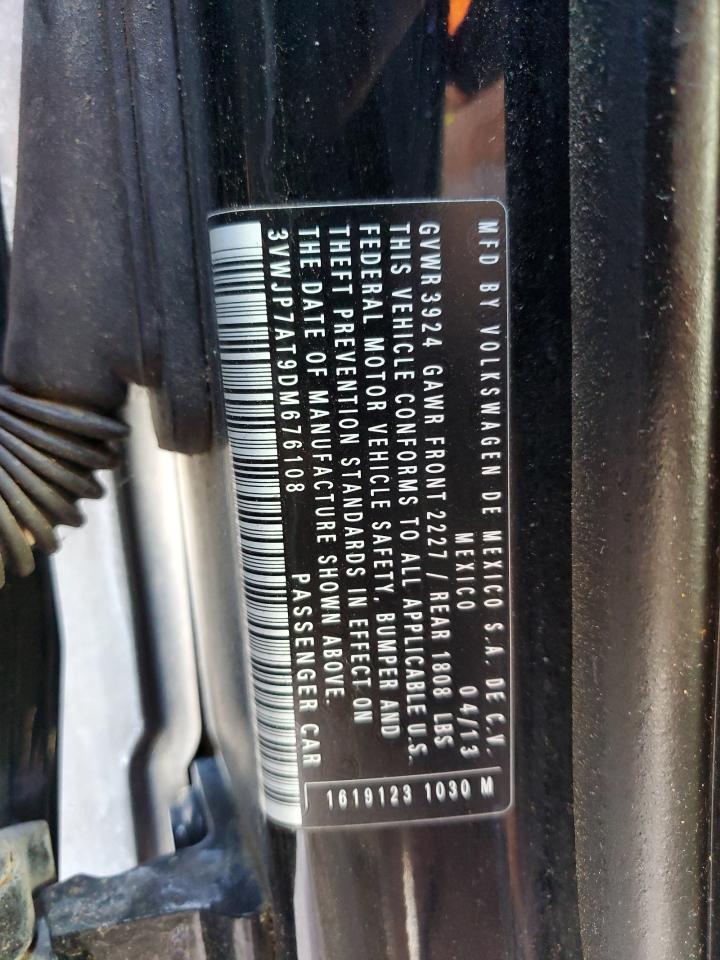 MFD BY VOLKSWAGEN DE MEXICO S.A. DE C.V.
MEXICO 04/13
GVWR 3924 GAWR FRONT 2227 / REAR 1808 LBS
THIS VEHICLE CONFORMS TO ALL APPLICABLE U.S.
FEDERAL MOTOR VEHICLE SAFETY, BUMPER AND
THEFT PREVENTION STANDARDS IN EFFECT ON
THE DATE OF MANUFACTURE SHOWN ABOVE.
3VWJP7AT9DM676108 PASSENGER CAR
1619123 1030 M